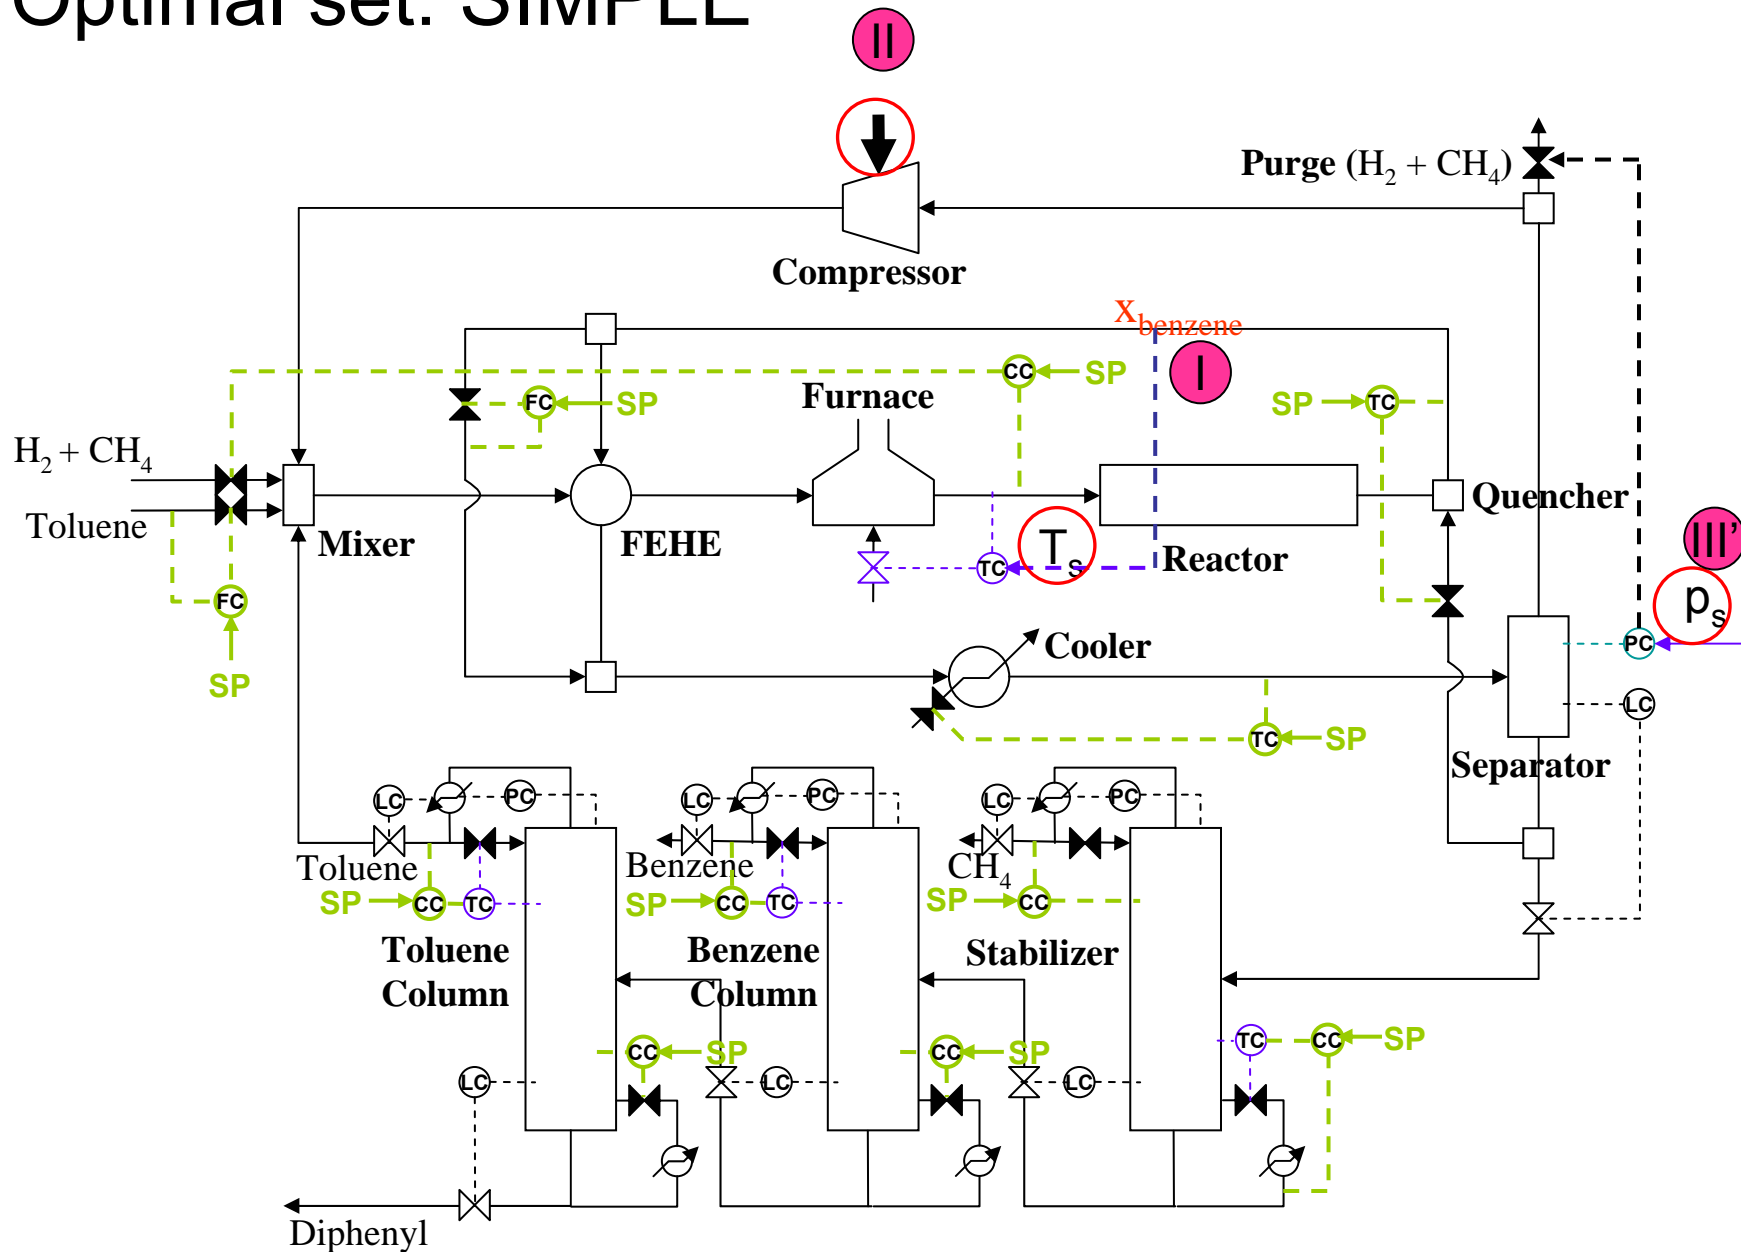 Optimal set: SIMPLE
II
Purge (H2 + CH4)
Compressor
xbenzene
I
CC
SP
Furnace
FC
SP
SP
TC
H2 + CH4
Toluene
Mixer
FEHE
Ts
TC
Reactor
Quencher
III'
ps
PC
FC
SP
Cooler
TC
SP
LC
Separator
LC
PC
LC
PC
LC
PC
Toluene
Benzene
CH4
SP
CC
TC
SP
CC
TC
SP
CC
Toluene
Column
Benzene
Column
Stabilizer
CC
SP
CC
SP
TC
CC
SP
LC
LC
LC
Diphenyl